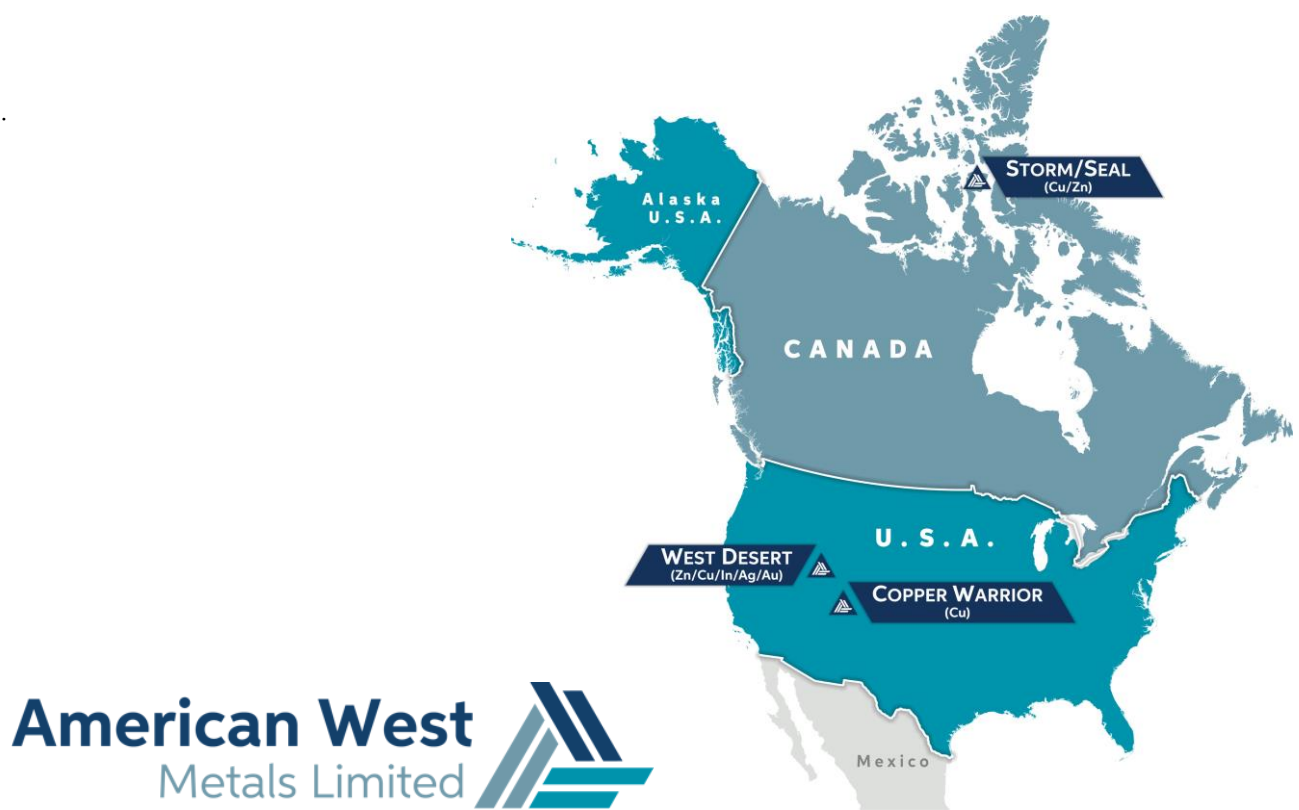 .
STORM/SEAL
(Cu/Zn)
Alaska
U.S.A.
CANADA
U.S.A.
WEST DESERT
(Zn/Cu/In/Ag/Au)
COPPER WARRIOR
(Cu)
American West
Metals Limited
Mexico